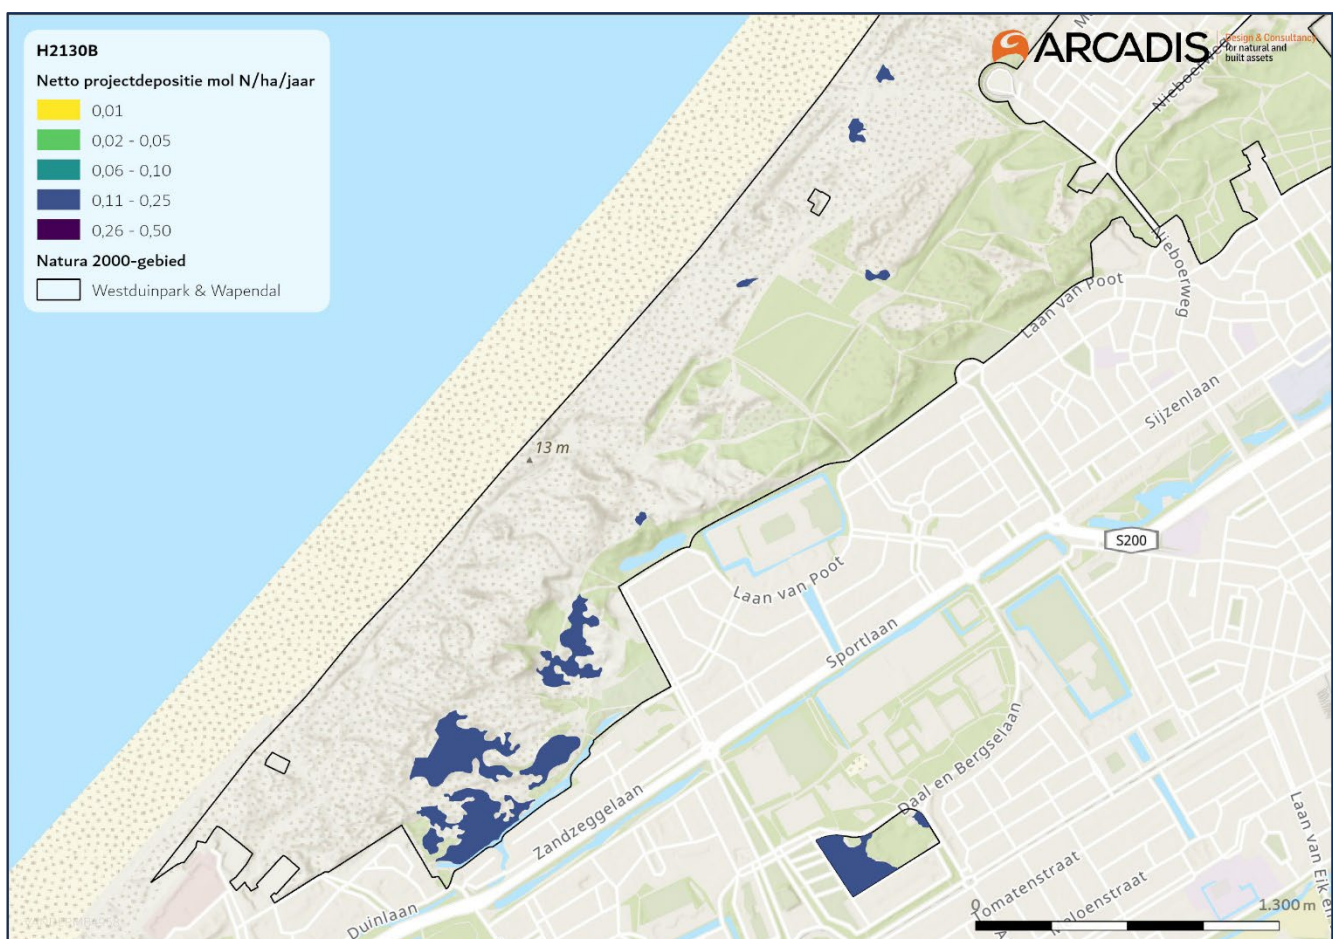 H2130B
Netto projectdepositie mol N/ha/jaar
0,01
0,02 - 0,05
0,06 - 0,10
0,11 - 0,25
0,26 - 0,50
Natura 2000-gebied
Westduinpark & Wapendal
ARCADIS
Design & Consultancy
for natural and
built assets
Nieboerweg
Nieboerweg
Laan van Poot
Sijzenlaan
13 m
S200
Laan van Poot
Sportlaan
Daal en Bergselaan
Zandzeggelaan
Laan van Eik en
Tomatenstraat
Duinlaan
0
1.300 m